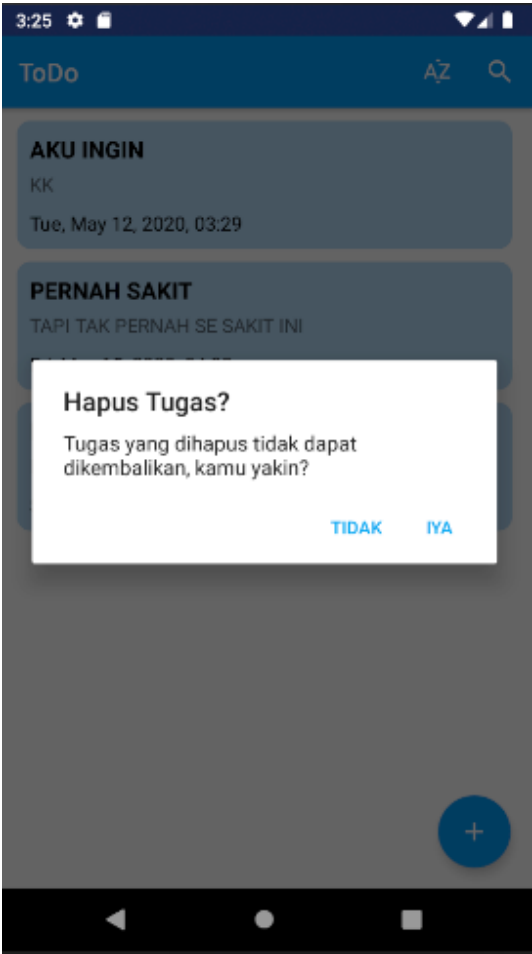 3:25
ToDo
AZ
AKU INGIN
KK
Tue, May 12, 2020, 03:29
PERNAH SAKIT
TAPI TAK PERNAH SE SAKIT INI
Hapus Tugas?
Tugas yang dihapus tidak dapat
dikembalikan, kamu yakin?
TIDAK IYA